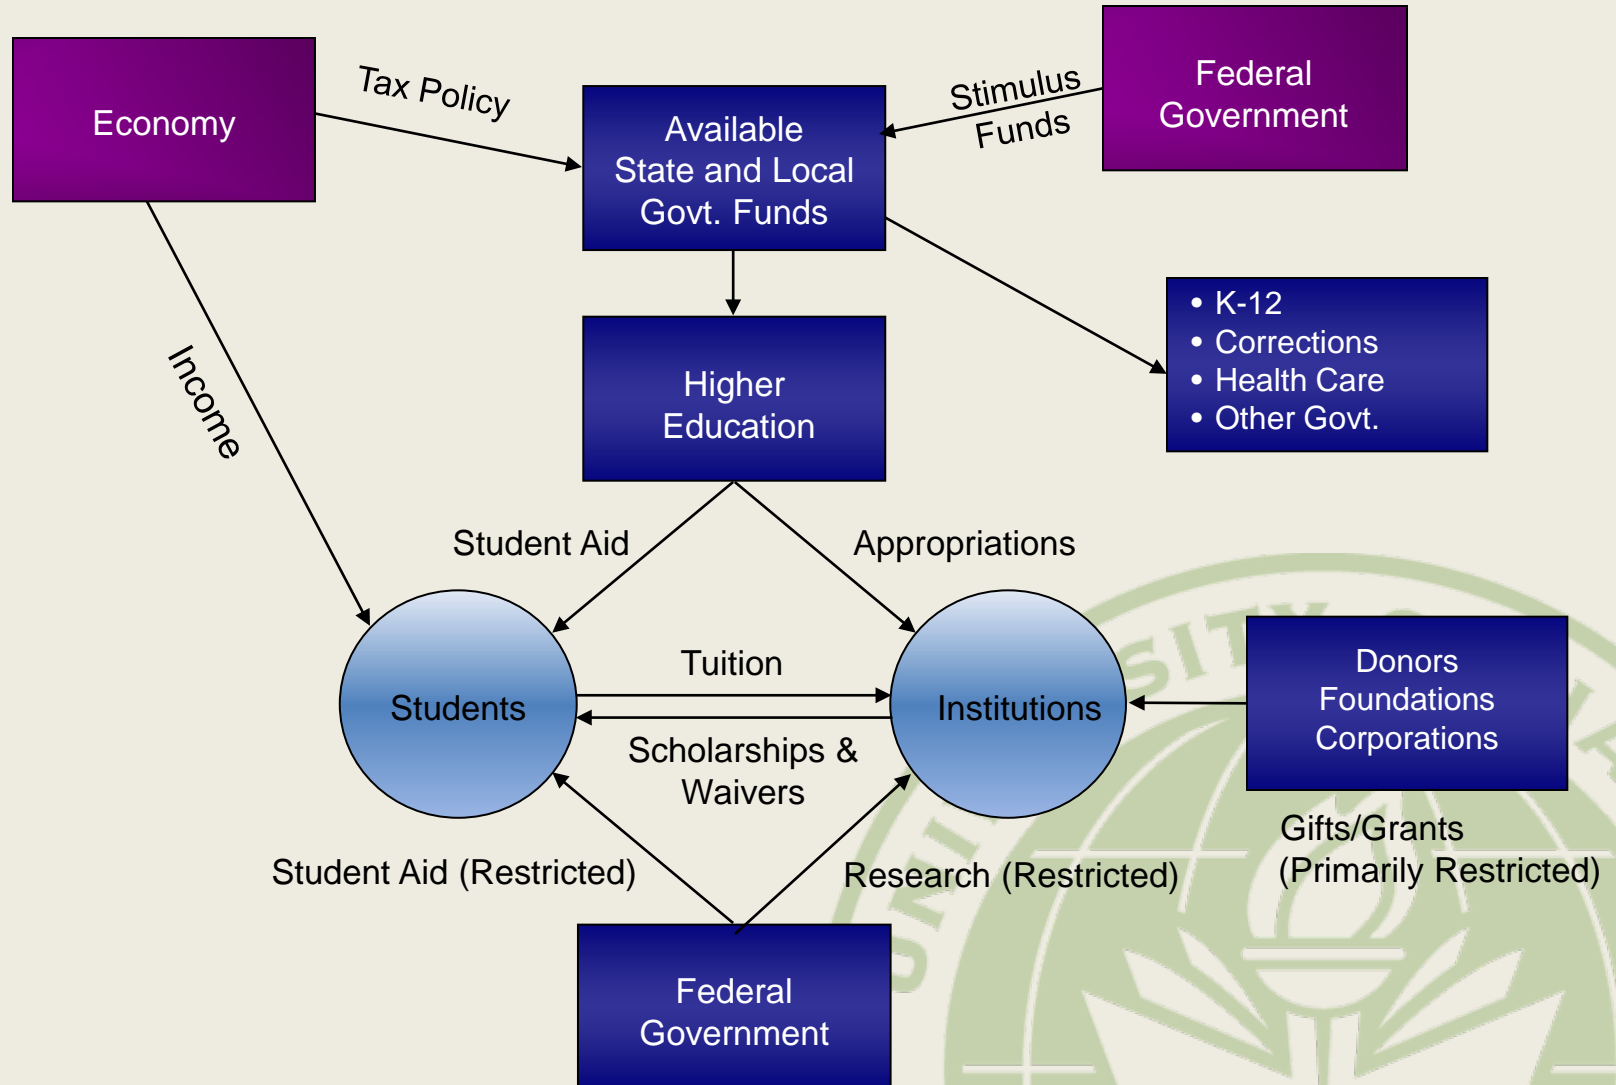 Economy
Tax Policy
Available
State and Local
Govt. Funds
Stimulus
Funds
Federal
Government
Income
Higher
Education
• K-12
• Corrections
• Health Care
• Other Govt.
Student Aid
Appropriations
Students
Tuition
Scholarships &
Waivers
Institutions
Donors
Foundations
Corporations
Gifts/Grants
(Primarily Restricted)
Student Aid (Restricted)
Research (Restricted)
Federal
Government